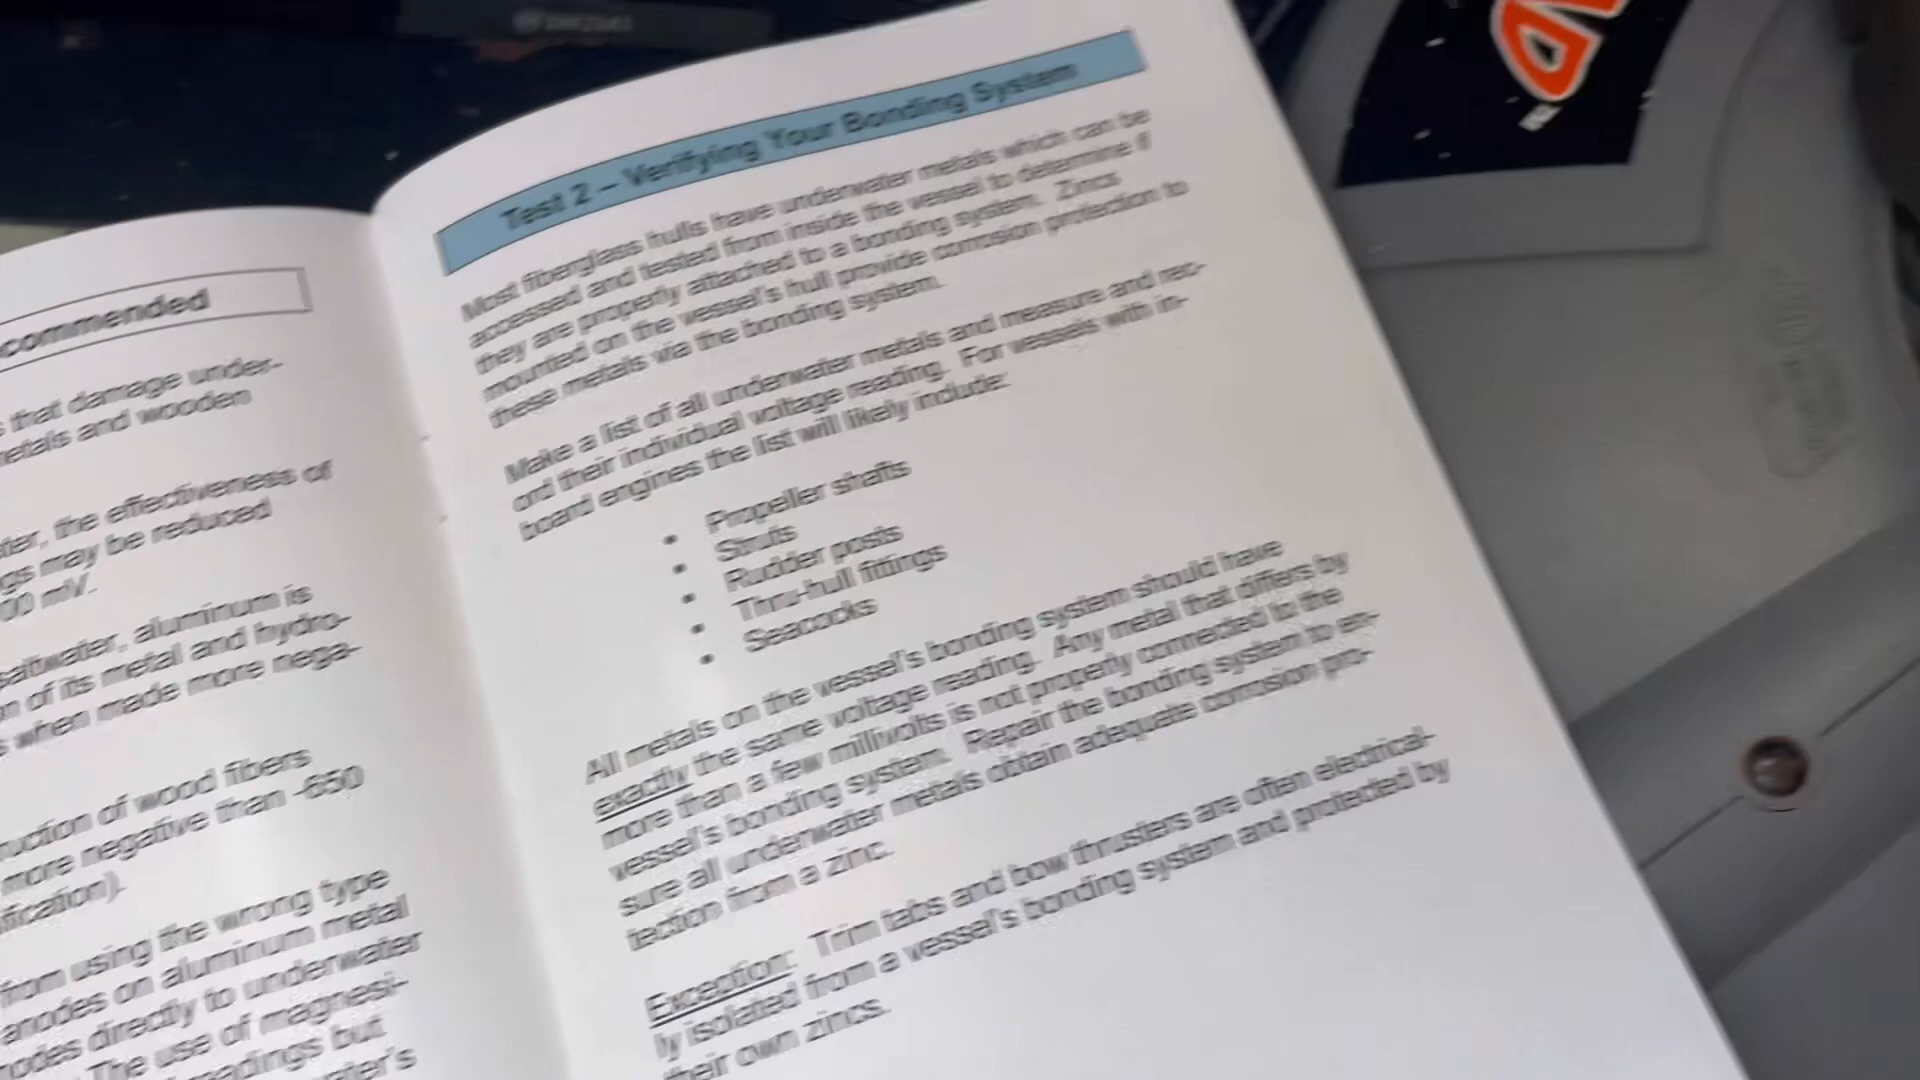 commended
s that damage under-
etals and wooden
ter, the effectiveness of
gs may be reduced
00 mV.
saltwater, aluminum is
on of its metal and hydro-
s when made more nega-
uction of wood fibers
more negative than -650
ification).
from using the wrong type
anodes on aluminum metal
nodes directly to underwater
The use of magnesi-
readings but
ater's
Test 2 – Verifying Your Bonding System
Most fiberglass hulls have underwater metals which can be
accessed and tested from inside the vessel to determine if
they are properly attached to a bonding system. Zincs
mounted on the vessel's hull provide corrosion protection to
these metals via the bonding system.
Make a list of all underwater metals and measure and rec-
ord their individual voltage reading. For vessels with in-
board engines the list will likely include:
• Propeller shafts
• Struts
• Rudder posts
• Thru-hull fittings
• Seacocks
All metals on the vessel's bonding system should have
exactly the same voltage reading. Any metal that differs by
more than a few millivolts is not properly connected to the
vessel's bonding system. Repair the bonding system to en-
sure all underwater metals obtain adequate corrosion pro-
tection from a zinc.
Exception: Trim tabs and bow thrusters are often electrical-
ly isolated from a vessel's bonding system and protected by
their own zincs.